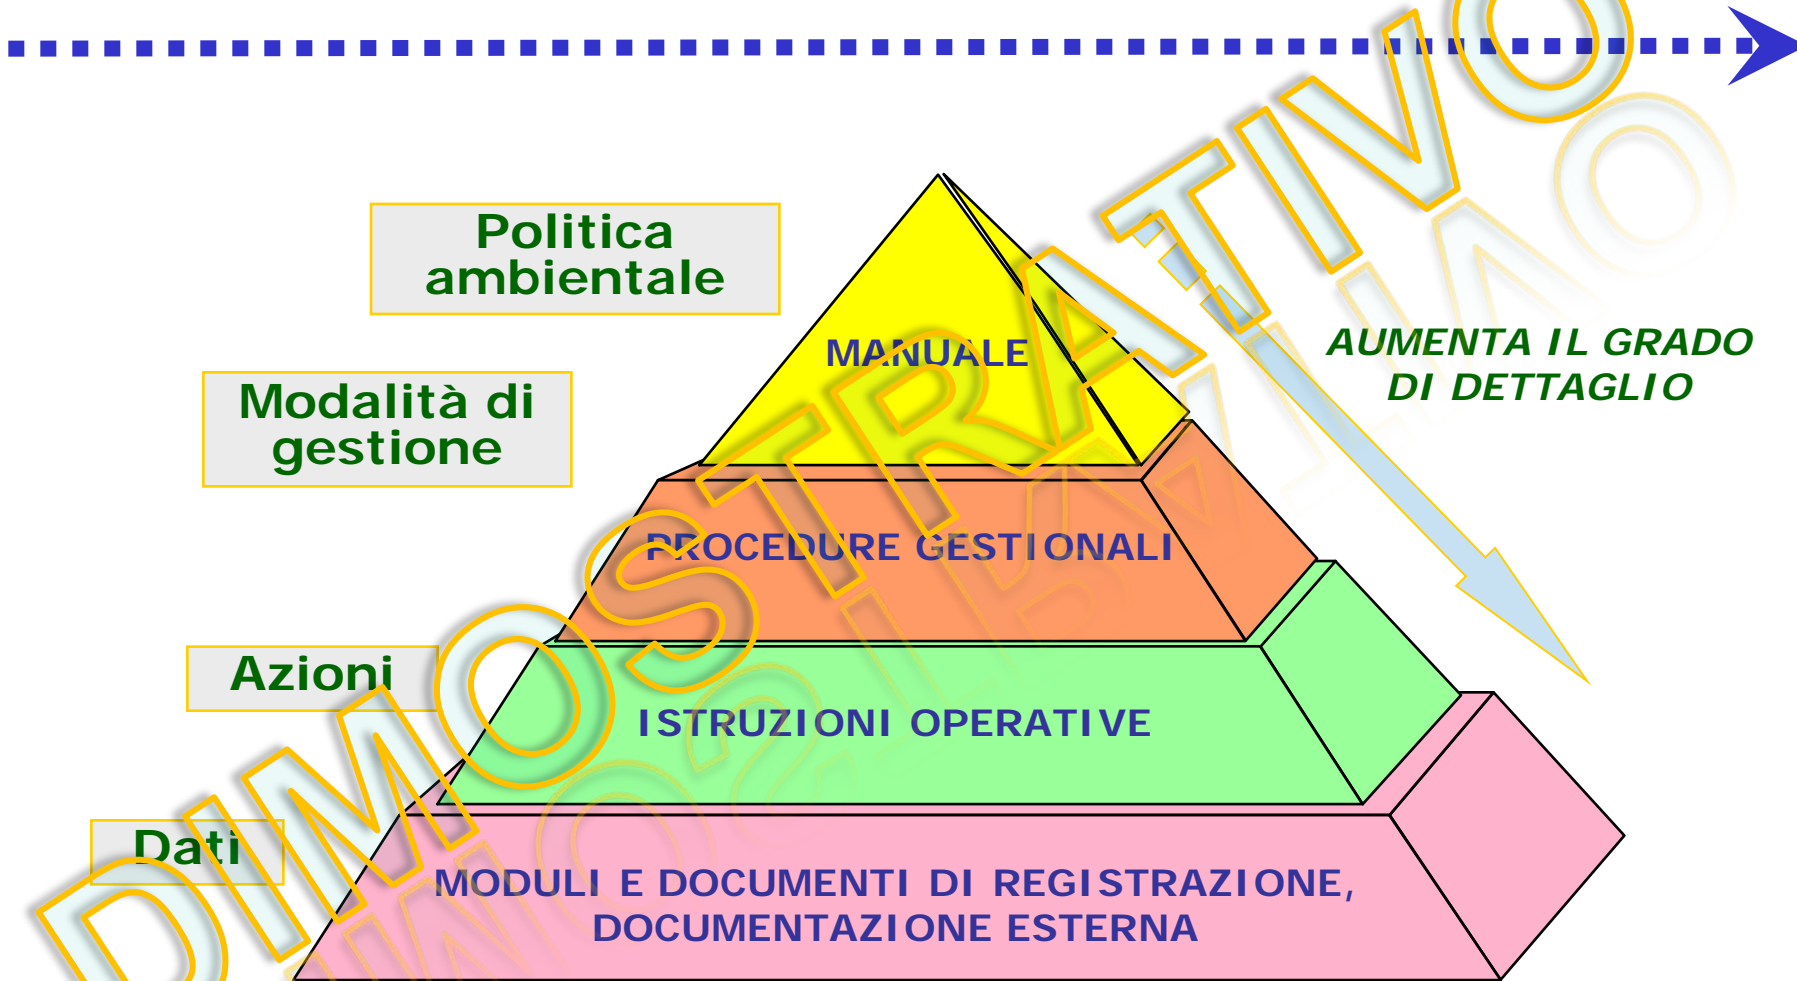 Politica
ambientale
MANUALE
AUMENTA IL GRADO
DI DETTAGLIO
Modalità di
gestione
PROCEDURE GESTIONALI
Azioni
ISTRUZIONI OPERATIVE
Dati
MODULI E DOCUMENTI DI REGISTRAZIONE,
DOCUMENTAZIONE ESTERNA
DIMOSTRATIVO